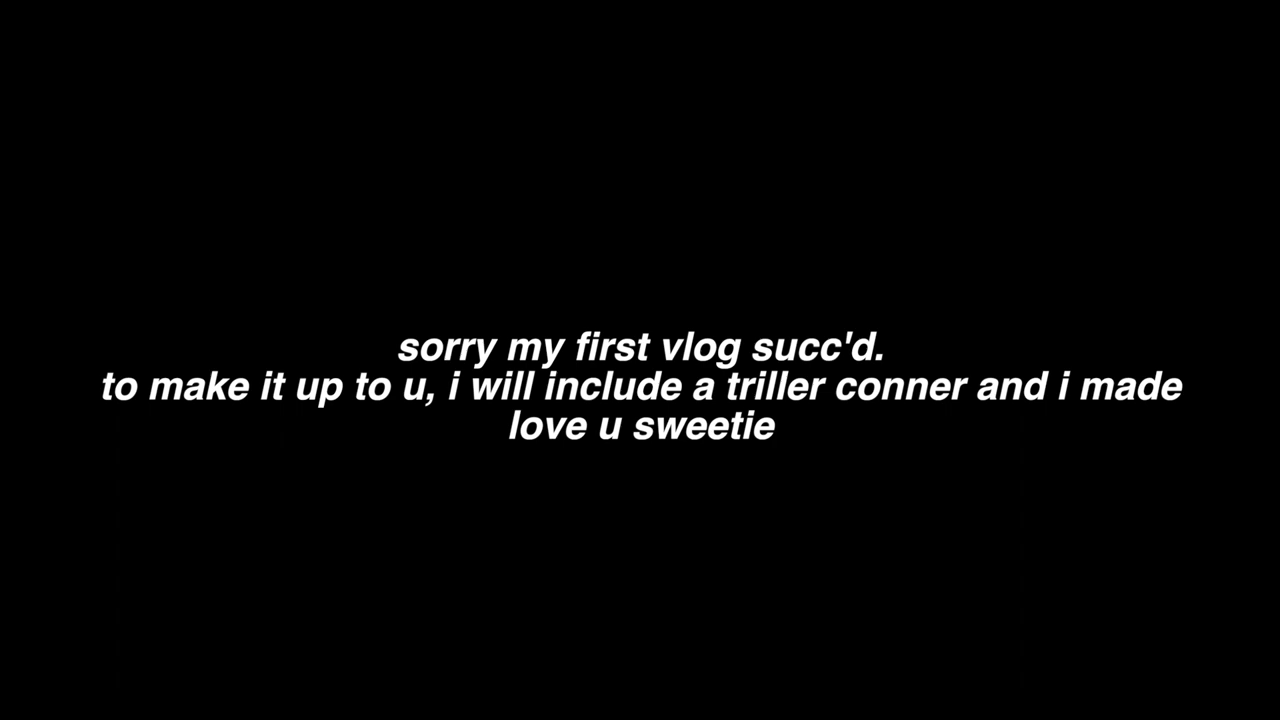 sorry my first vlog succ'd.
to make it up to u, i will include a triller conner and i made
love u sweetie